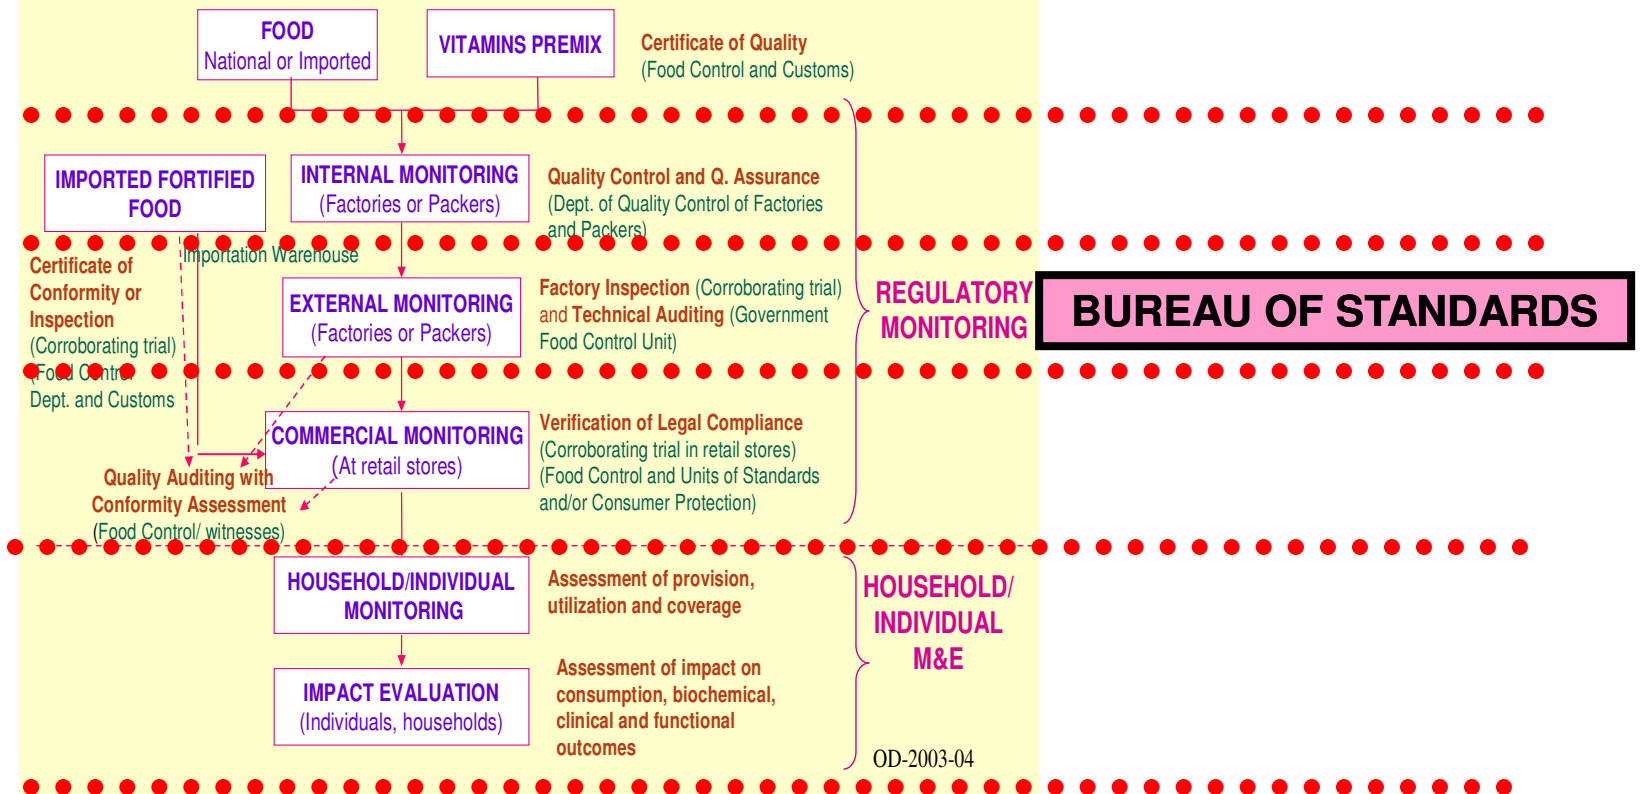 FOOD
National or Imported
VITAMINS PREMIX
Certificate of Quality
(Food Control and Customs)
IMPORTED FORTIFIED
FOOD
INTERNAL MONITORING
(Factories or Packers)
Quality Control and Q. Assurance
(Dept. of Quality Control of Factories
and Packers)
Importation Warehouse
Certificate of
Conformity or
Inspection
(Corroborating trial)
(Food Control
Dept. and Customs
EXTERNAL MONITORING
(Factories or Packers)
Factory Inspection (Corroborating trial)
and Technical Auditing (Government
Food Control Unit)
REGULATORY
MONITORING
BUREAU OF STANDARDS
COMMERCIAL MONITORING
(At retail stores)
Verification of Legal Compliance
(Corroborating trial in retail stores)
(Food Control and Units of Standards
and/or Consumer Protection)
Quality Auditing with
Conformity Assessment
(Food Control/ witnesses)
HOUSEHOLD/INDIVIDUAL
MONITORING
Assessment of provision,
utilization and coverage
HOUSEHOLD/
INDIVIDUAL
M&E
IMPACT EVALUATION
(Individuals, households)
Assessment of impact on
consumption, biochemical,
clinical and functional
outcomes
OD-2003-04